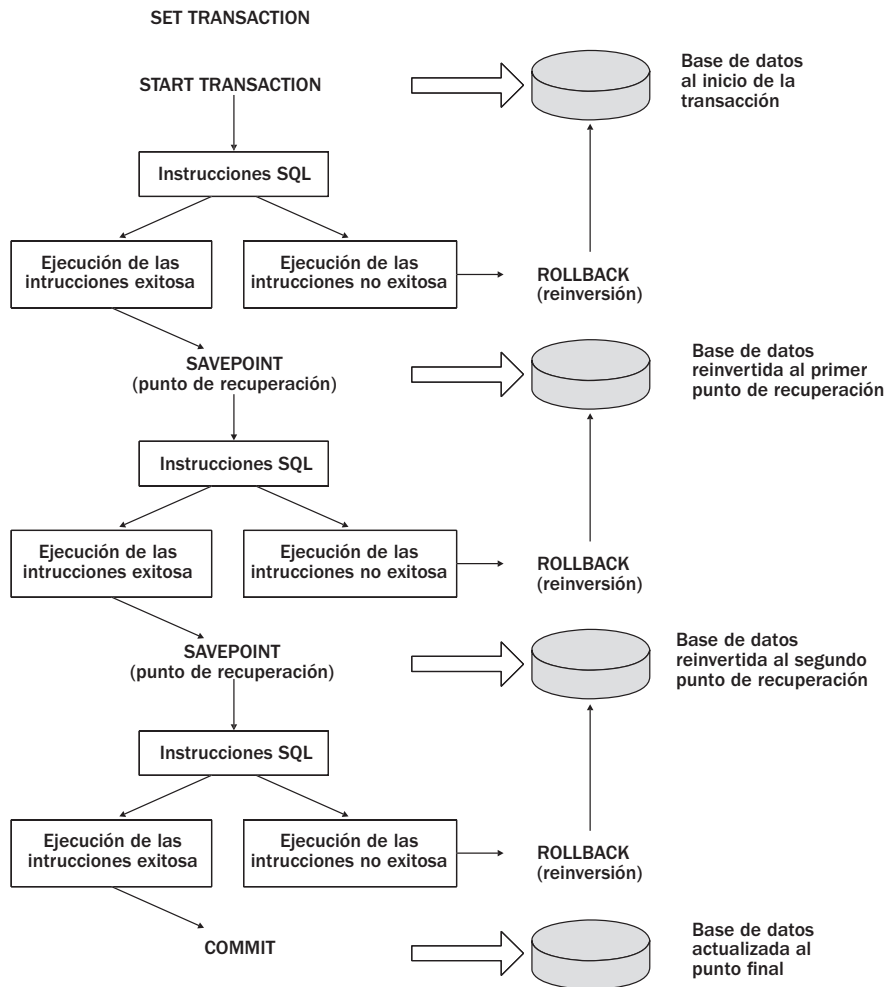 SET TRANSACTION
START TRANSACTION
Base de datos
al inicio de la
transacción
Instrucciones SQL
Ejecución de las
intrucciones exitosa
Ejecución de las
intrucciones no exitosa
ROLLBACK
(reinversión)
SAVEPOINT
(punto de recuperación)
Base de datos
reinvertida al primer
punto de recuperación
Instrucciones SQL
Ejecución de las
intrucciones exitosa
Ejecución de las
intrucciones no exitosa
ROLLBACK
(reinversión)
SAVEPOINT
(punto de recuperación)
Base de datos
reinvertida al segundo
punto de recuperación
Instrucciones SQL
Ejecución de las
intrucciones exitosa
Ejecución de las
intrucciones no exitosa
ROLLBACK
(reinversión)
COMMIT
Base de datos
actualizada al
punto final